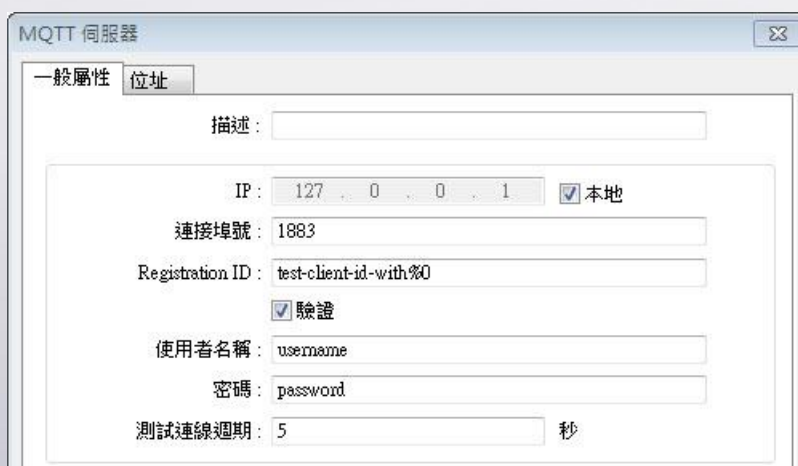 MQTT 伺服器
一般屬性 位址
描述 :
IP : 127 . 0 . 0 . 1 本地
連接埠號 : 1883
Registration ID : test-client-id-with%0
驗證
使用者名稱 : username
密碼 : password
測試連線週期 : 5 秒